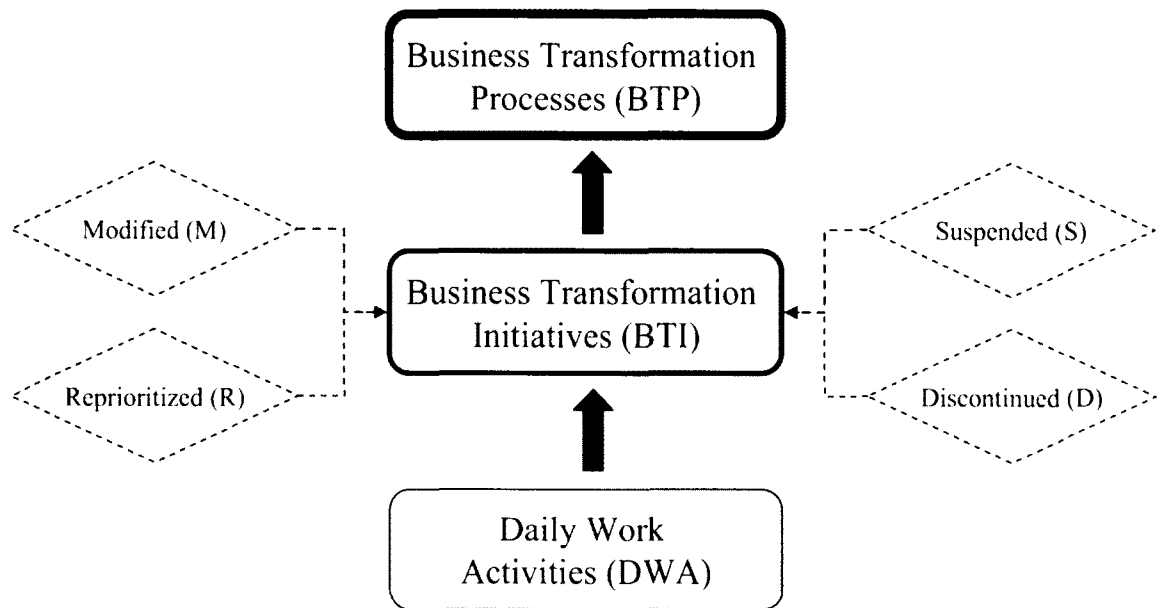 Business Transformation
Processes (BTP)
Modified (M)
Suspended (S)
Business Transformation
Initiatives (BTI)
Reprioritized (R)
Discontinued (D)
Daily Work
Activities (DWA)